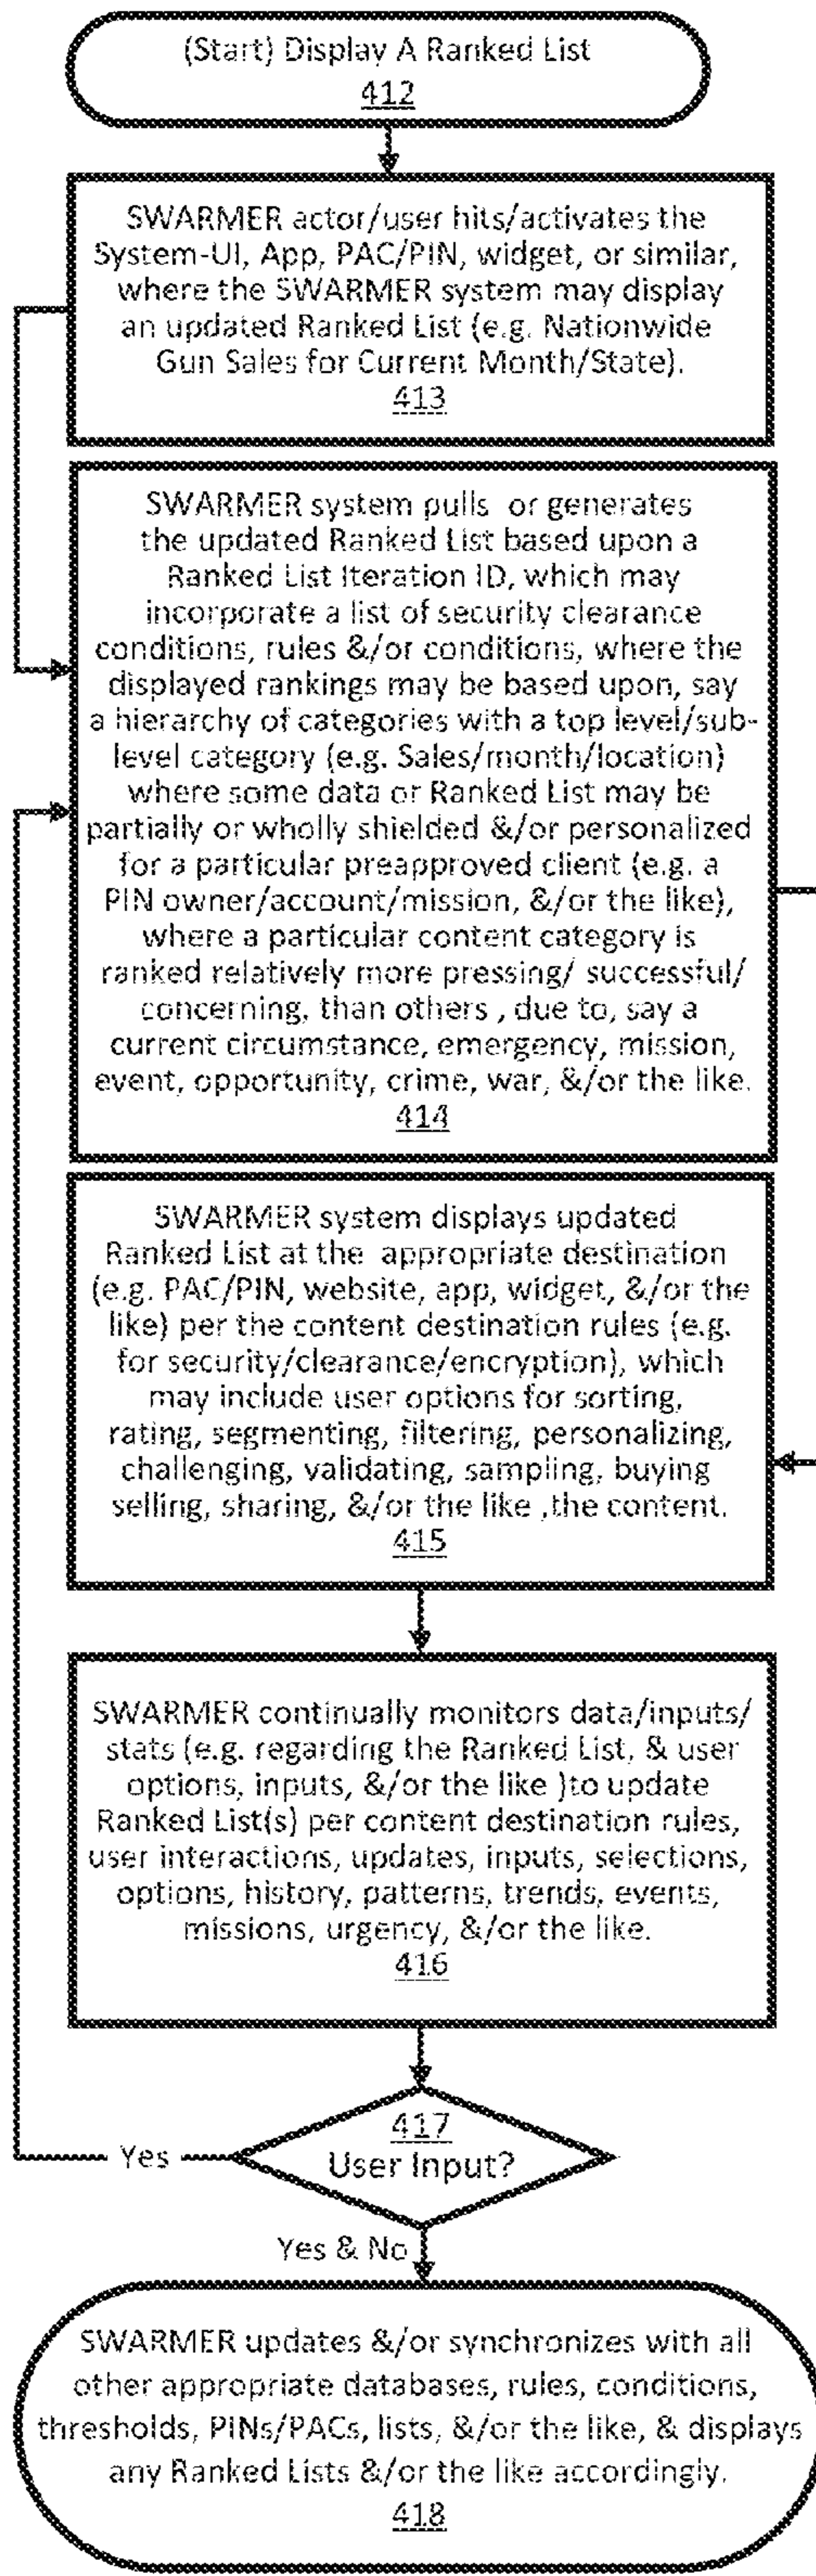 (Start) Display A Ranked List
412
SWARMER actor/user hits/activates the
System-UI, App, PAC/PIN, widget, or similar,
where the SWARMER system may display
an updated Ranked List (e.g. Nationwide
Gun Sales for Current Month/State).
413
SWARMER system pulls or generates
the updated Ranked List based upon a
Ranked List Iteration ID, which may
incorporate a list of security clearance
conditions, rules &/or conditions, where the
displayed rankings may be based upon, say
a hierarchy of categories with a top level/sub-
level category (e.g. Sales/month/location)
where some data or Ranked List may be
partially or wholly shielded &/or personalized
for a particular preapproved client (e.g. a
PIN owner/account/mission, &/or the like),
where a particular content category is
ranked relatively more pressing/ successful/
concerning, than others , due to, say a
current circumstance, emergency, mission,
event, opportunity, crime, war, &/or the like.
414
SWARMER system displays updated
Ranked List at the appropriate destination
(e.g. PAC/PIN, website, app, widget, &/or the
like) per the content destination rules (e.g.
for security/clearance/encryption), which
may include user options for sorting,
rating, segmenting, filtering, personalizing,
challenging, validating, sampling, buying
selling, sharing, &/or the like ,the content.
415
SWARMER continually monitors data/inputs/
stats (e.g. regarding the Ranked List, & user
options, inputs, &/or the like )to update
Ranked List(s) per content destination rules,
user interactions, updates, inputs, selections,
options, history, patterns, trends, events,
missions, urgency, &/or the like.
416
417
User Input?
Yes
Yes & No
SWARMER updates &/or synchronizes with all
other appropriate databases, rules, conditions,
thresholds, PINs/PACs, lists, &/or the like, & displays
any Ranked Lists &/or the like accordingly.
418